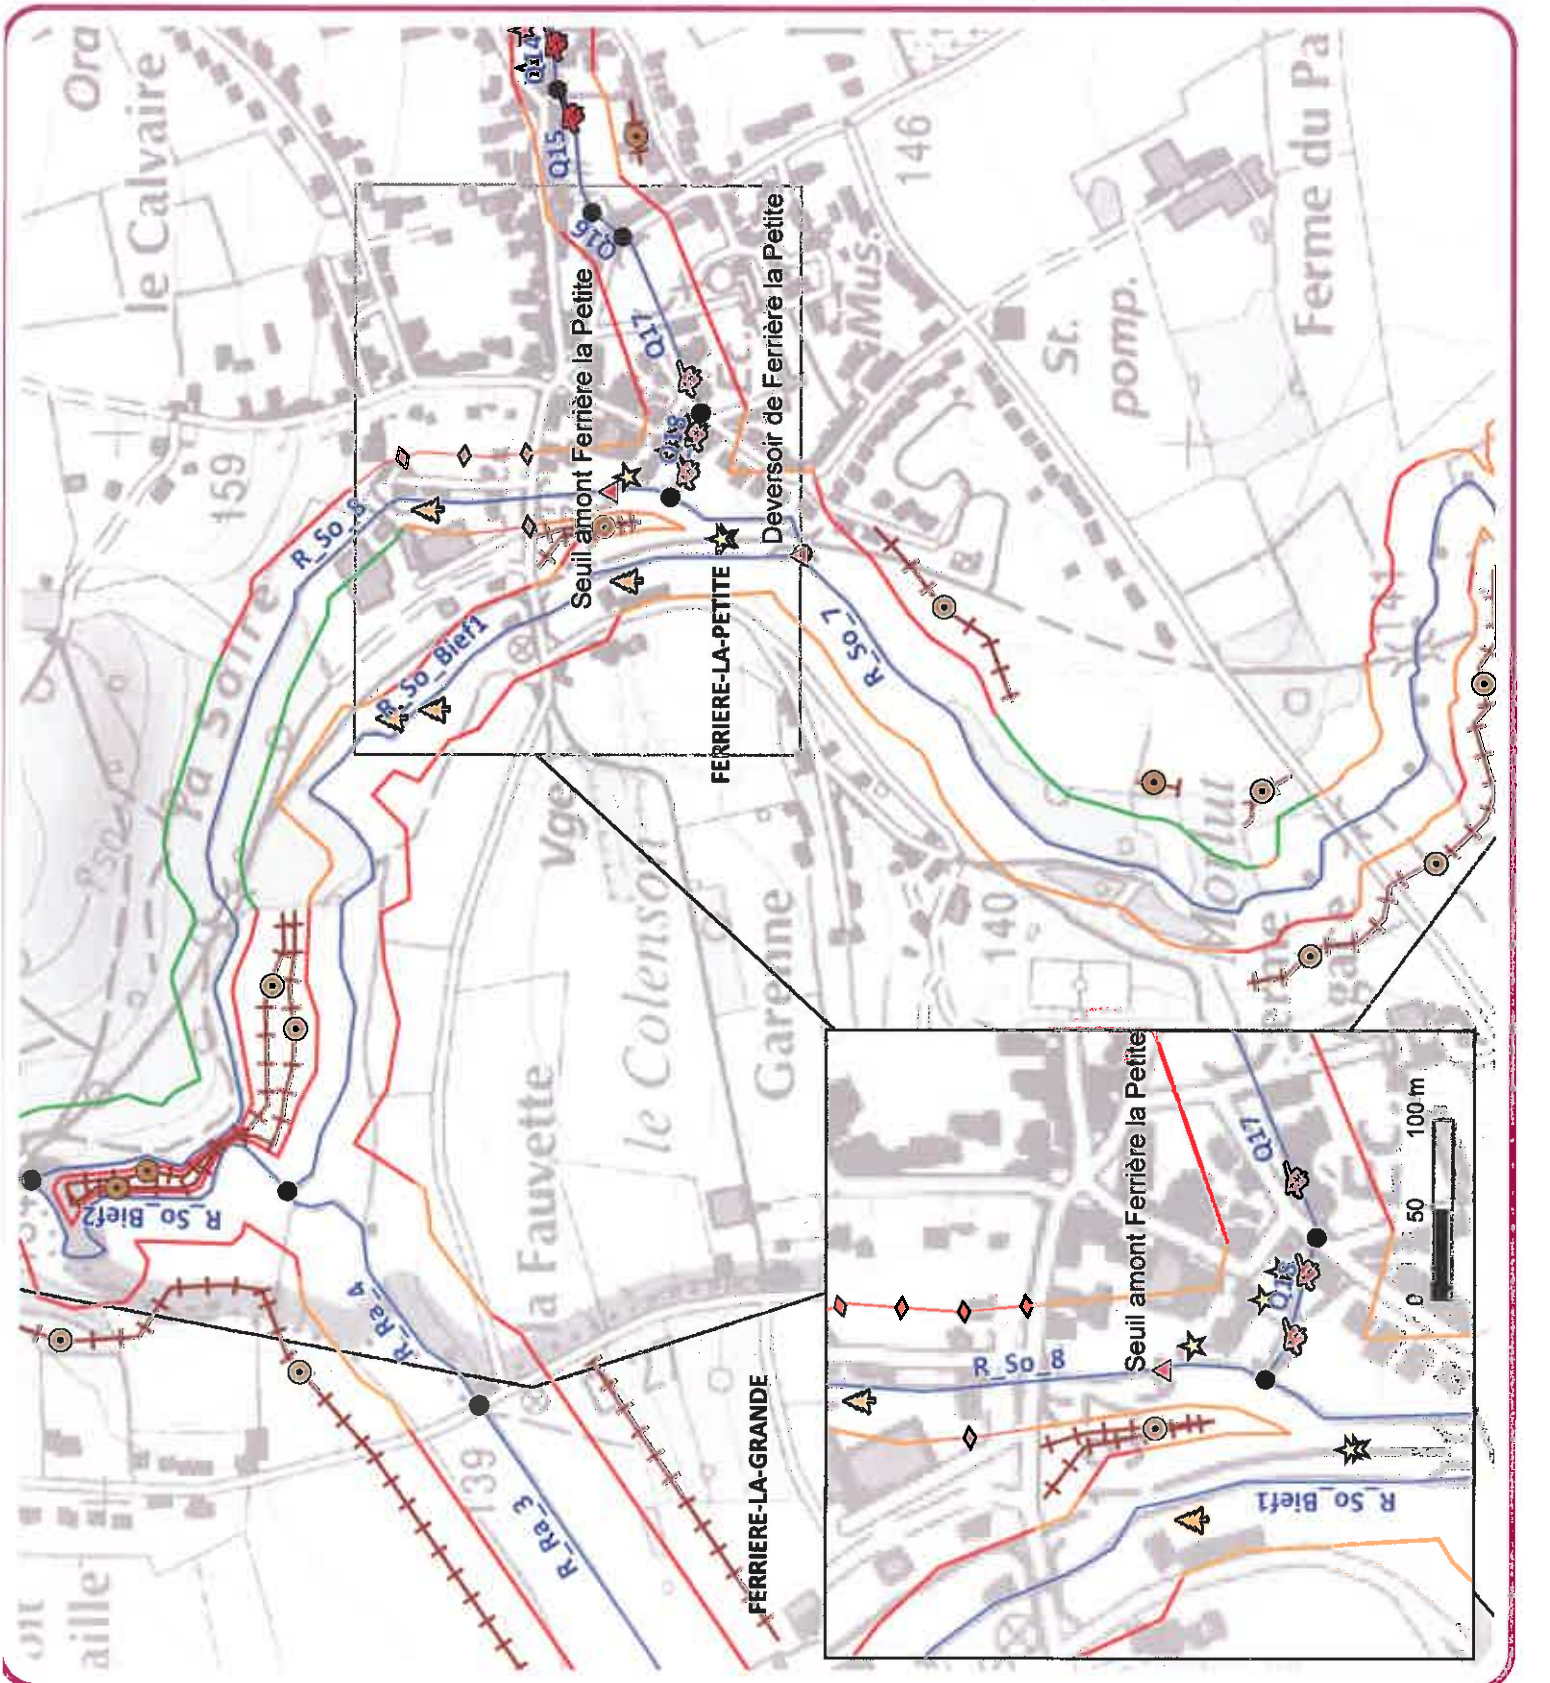 Ora
le Calvaire
Q14
Q15
Q16
Q17
146
Ferme du Pa
159
la Solre
R_So_8
Seuil amont Ferrière la Petite
Deversoir de Ferrière la Petite
Mus.
St.
pomp.
R_So_Bief1
FERRIERE-LA-PETITE
R_So_7
141
Vge
le Colenson
Garenne
140
R_So_Bief2
la Fauvette
R_Ra_4
139
R_Ra_3
FERRIERE-LA-GRANDE
aille
Seuil amont Ferrière la Petite
R_So_8
Q17
Q18
R_So_Bief1
0 50 100 m